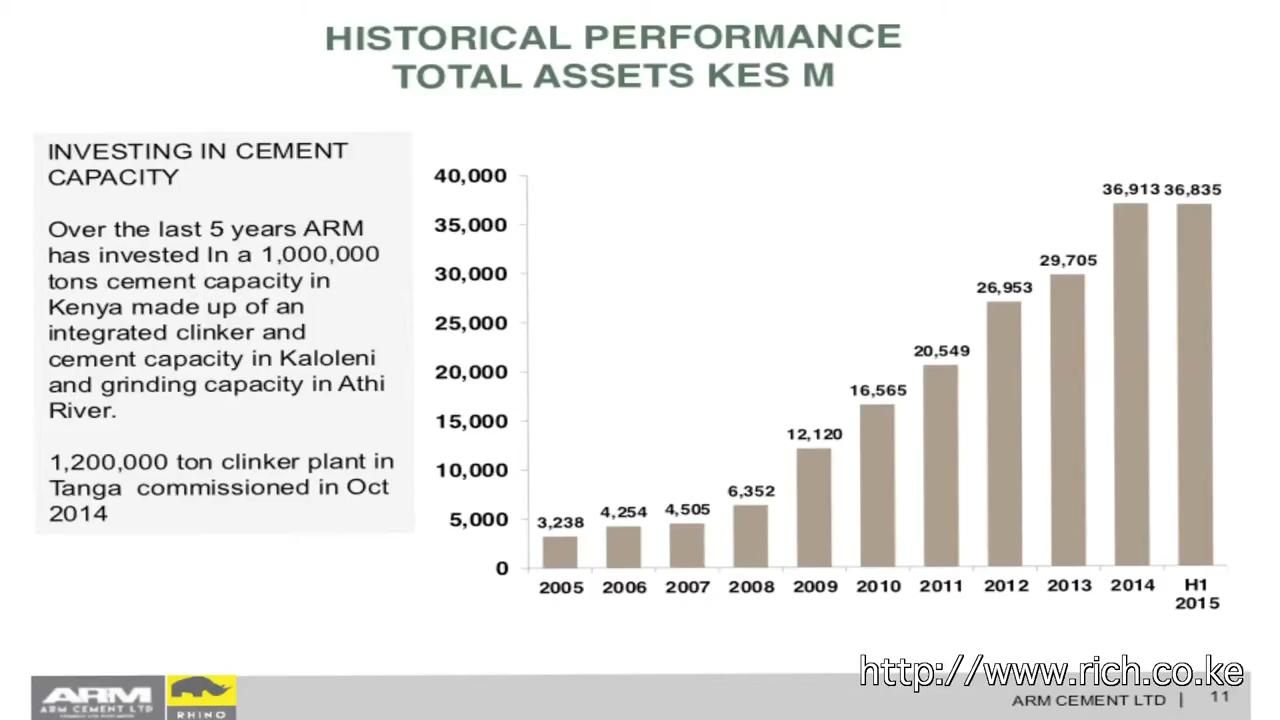 HISTORICAL PERFORMANCE
TOTAL ASSETS KES M
INVESTING IN CEMENT
CAPACITY
Over the last 5 years ARM
has invested In a 1,000,000
tons cement capacity in
Kenya made up of an
integrated clinker and
cement capacity in Kaloleni
and grinding capacity in Athi
River.
1,200,000 ton clinker plant in
Tanga commissioned in Oct
2014
40,000
35,000
30,000
25,000
20,000
15,000
10,000
5,000
0
3,238
4,254
4,505
6,352
12,120
16,565
20,549
26,953
29,705
36,913
36,835
2005
2006
2007
2008
2009
2010
2011
2012
2013
2014
H1
2015
ARM
ARM CEMENT LTD
RHINO
http://www.rich.co.ke
ARM CEMENT LTD | 11